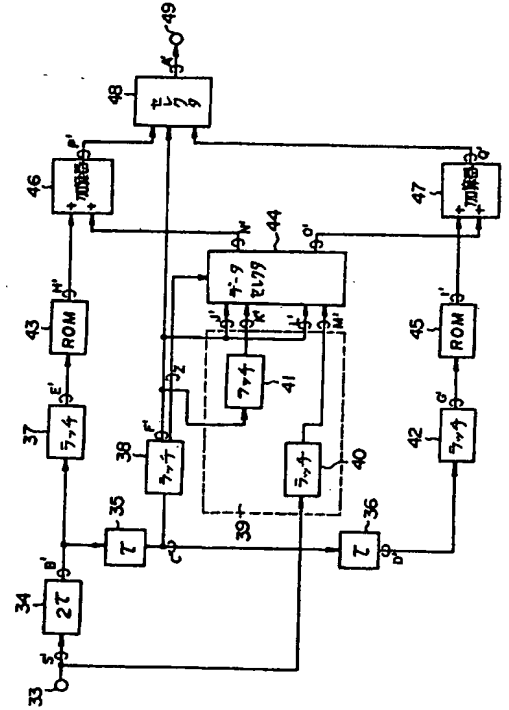 33
S'
34
2τ
B'
35
τ
C'
36
τ
D'
37
ラッチ
E'
38
ラッチ
F'
Z
39
40
ラッチ
41
ラッチ
42
ラッチ
G'
43
ROM
H'
J'
K'
L'
M'
44
データ
セレクタ
N'
O'
45
ROM
I'
46
加算器
+
+
P'
47
加算器
+
+
Q'
48
セレクタ
49